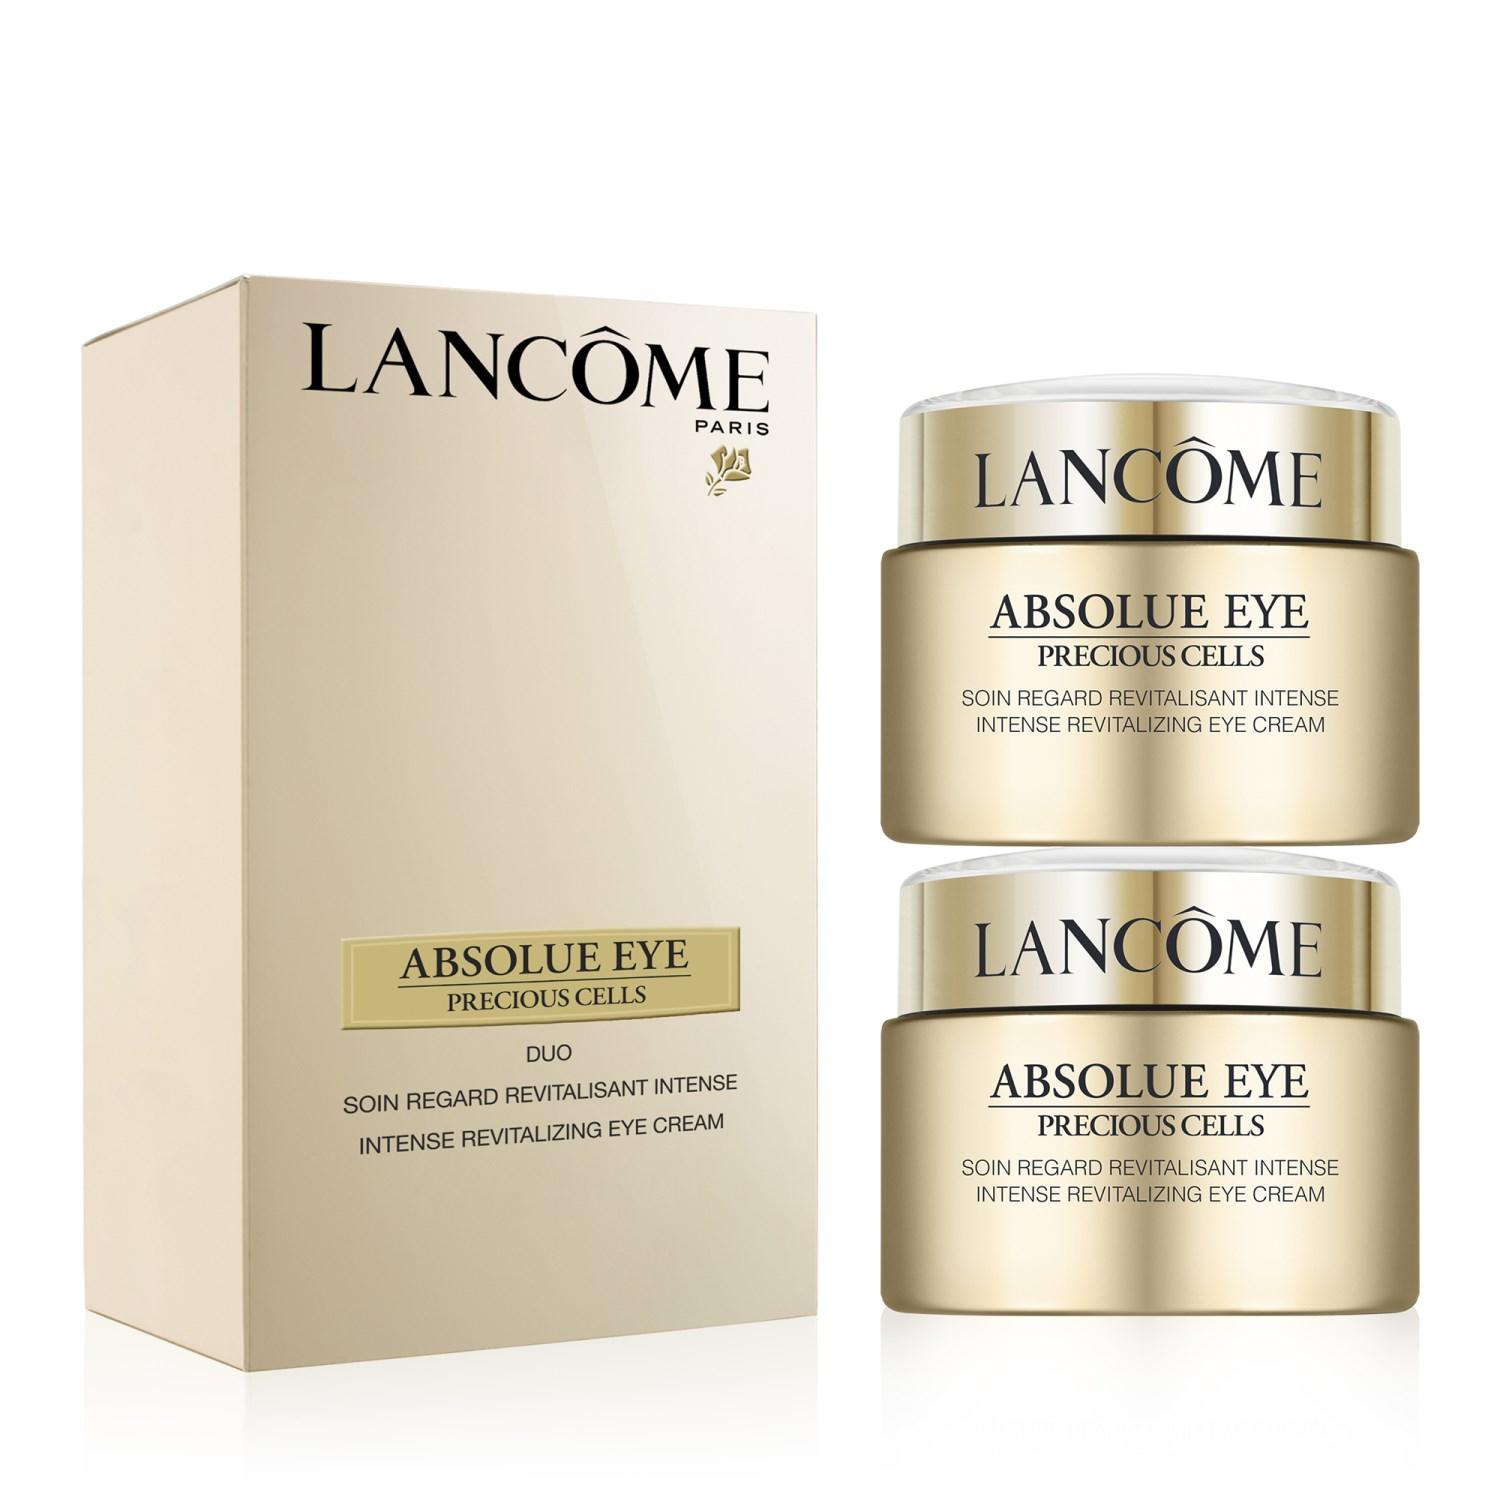 LANCÔME
PARIS
ABSOLUE EYE
PRECIOUS CELLS
DUO
SOIN REGARD REVITALISANT INTENSE
INTENSE REVITALIZING EYE CREAM
LANCÔME
ABSOLUE EYE
PRECIOUS CELLS
SOIN REGARD REVITALISANT INTENSE
INTENSE REVITALIZING EYE CREAM
LANCÔME
ABSOLUE EYE
PRECIOUS CELLS
SOIN REGARD REVITALISANT INTENSE
INTENSE REVITALIZING EYE CREAM